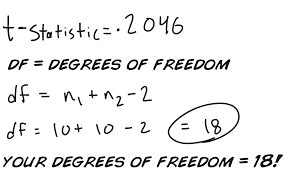 t-statistic = .2046
DF = DEGREES OF FREEDOM
df = n₁ + n₂ - 2
df = 10 + 10 - 2 = 18
YOUR DEGREES OF FREEDOM = 18!